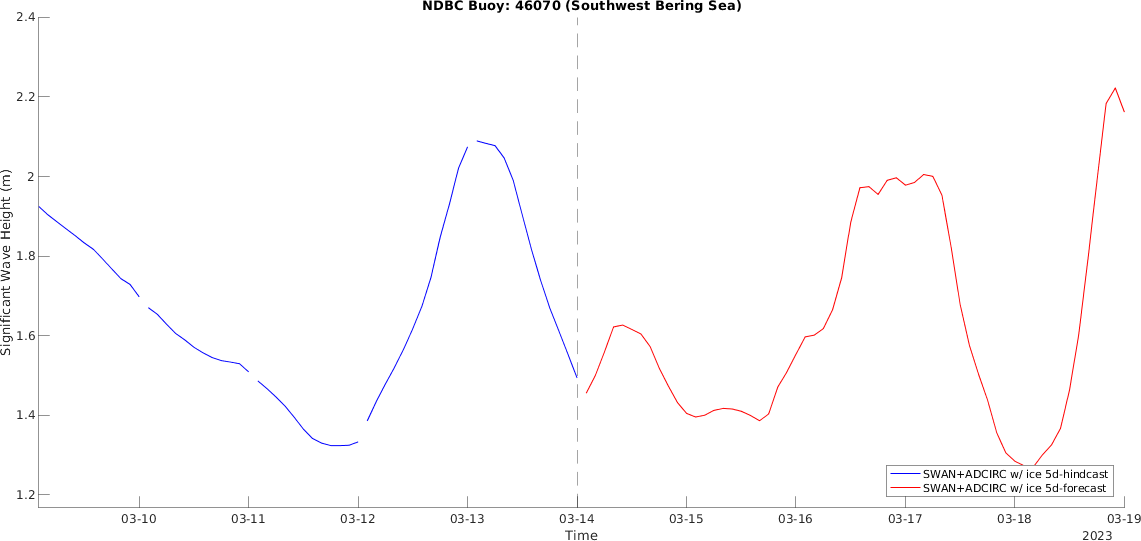 NDBC Buoy: 46070 (Southwest Bering Sea)
2.4
2.2
2
1.8
1.6
1.4
1.2
Significant Wave Height (m)
SWAN+ADCIRC w/ ice 5d-hindcast
SWAN+ADCIRC w/ ice 5d-forecast
03-10 03-11 03-12 03-13 03-14 03-15 03-16 03-17 03-18 03-19
Time
2023